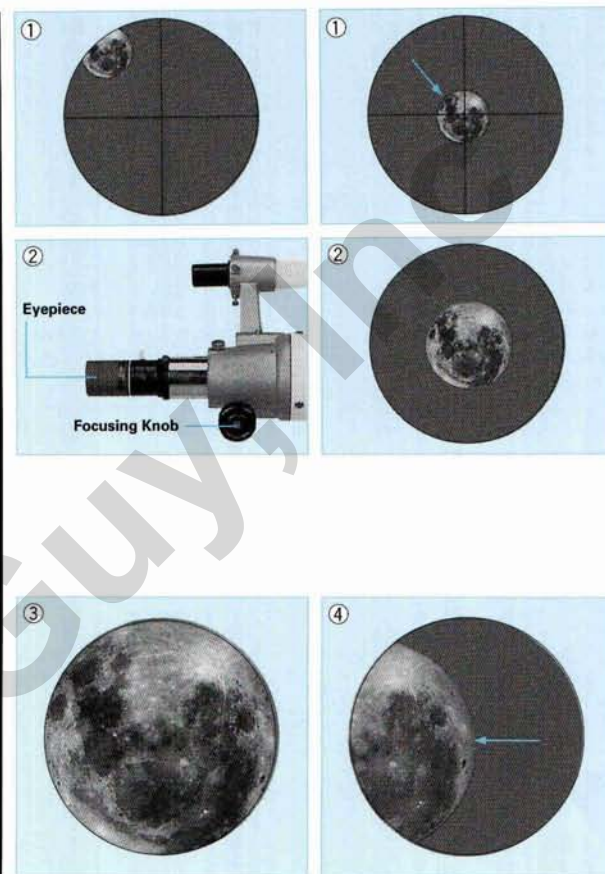 ①
①
②
Eyepiece
Focusing Knob
②
③
④
Guy, Inc